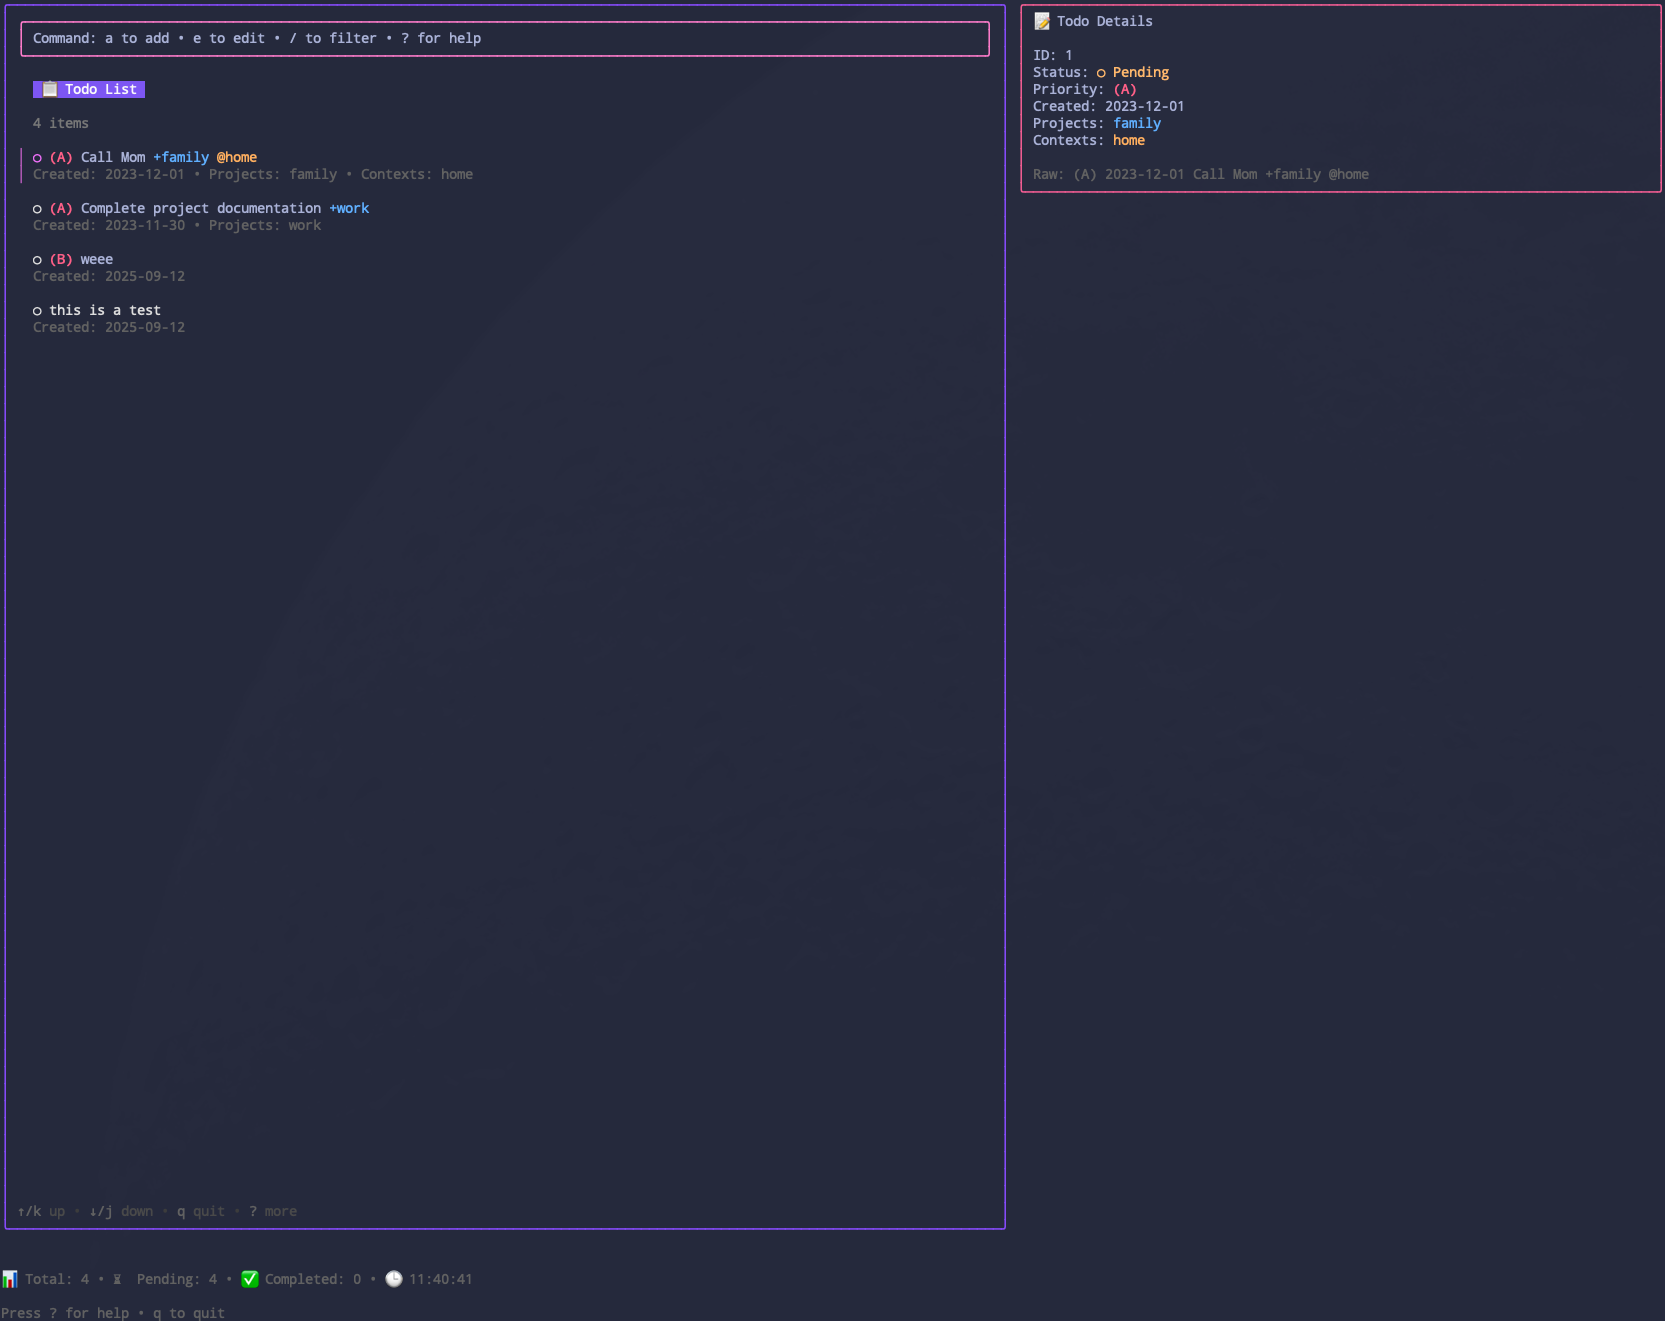 Command: a to add • e to edit • / to filter • ? for help
📋 Todo List
4 items
○ (A) Call Mom +family @home
Created: 2023-12-01 • Projects: family • Contexts: home
○ (A) Complete project documentation +work
Created: 2023-11-30 • Projects: work
○ (B) weee
Created: 2025-09-12
○ this is a test
Created: 2025-09-12
↑/k up • ↓/j down • q quit • ? more
📝 Todo Details
ID: 1
Status: ○ Pending
Priority: (A)
Created: 2023-12-01
Projects: family
Contexts: home
Raw: (A) 2023-12-01 Call Mom +family @home
📊 Total: 4 • ⏳ Pending: 4 • ✅ Completed: 0 • 🕒 11:40:41
Press ? for help • q to quit